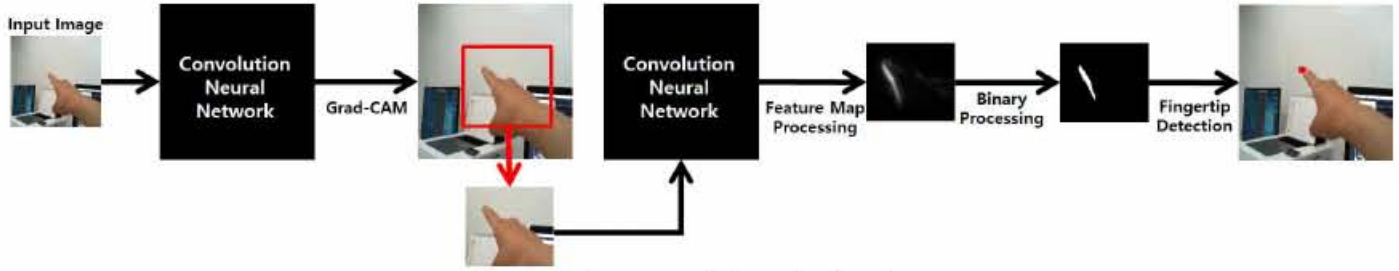 Input Image
Convolution
Neural
Network
Grad-CAM
Convolution
Neural
Network
Feature Map
Processing
Binary
Processing
Fingertip
Detection